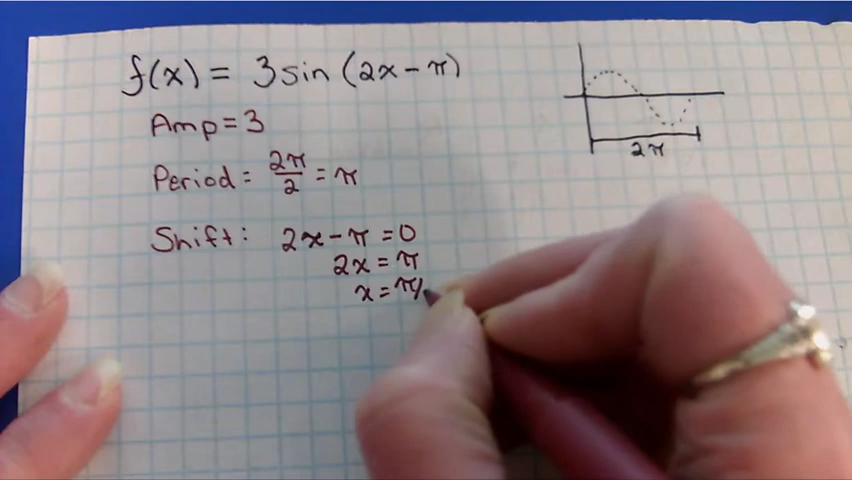 f(x) = 3sin (2x - π)
Amp = 3
Period: 2π/2 = π
Shift: 2x - π = 0
2x = π
x = π/
2π